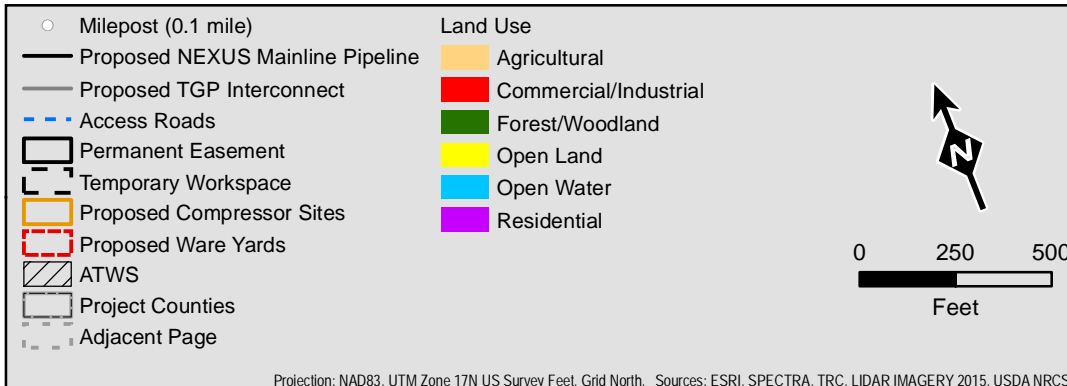 Milepost (0.1 mile)
Proposed NEXUS Mainline Pipeline
Proposed TGP Interconnect
Access Roads
Permanent Easement
Temporary Workspace
Proposed Compressor Sites
Proposed Ware Yards
ATWS
Project Counties
Adjacent Page
Land Use
Agricultural
Commercial/Industrial
Forest/Woodland
Open Land
Open Water
Residential
N
0 250 500
Feet
Projection: NAD83, UTM Zone 17N US Survey Feet, Grid North. Sources: ESRI, SPECTRA, TRC, LIDAR IMAGERY 2015, USDA NRCS